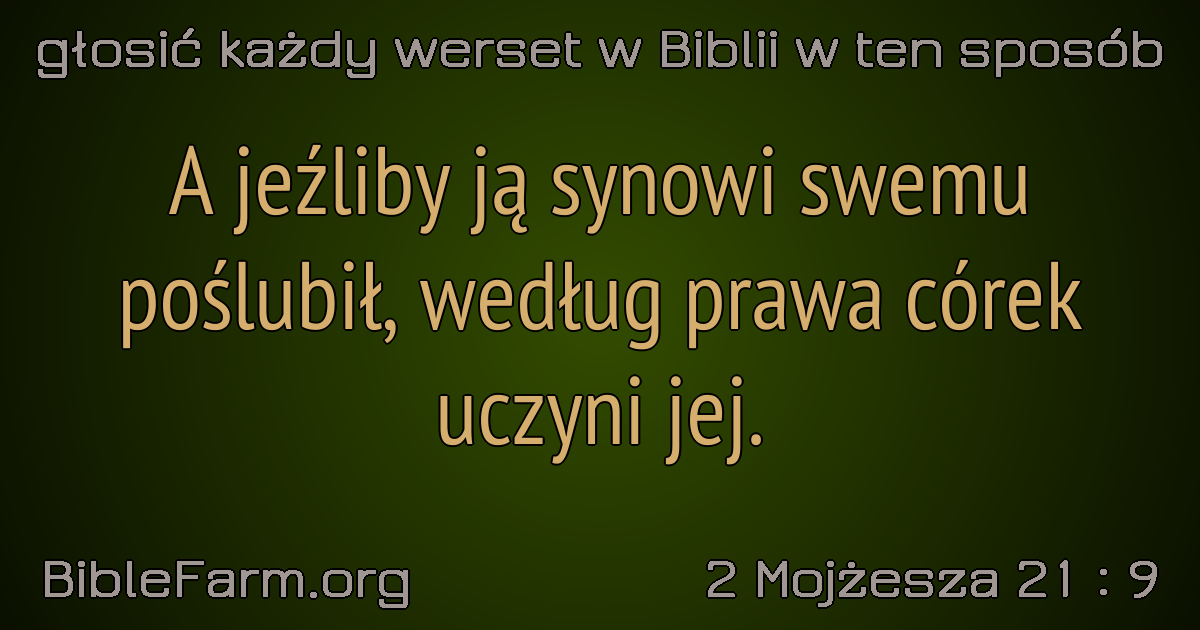 głosić każdy werset w Biblii w ten sposób
A jeźliby ją synowi swemu
poślubił, według prawa córek
uczyni jej.
BibleFarm.org
2 Mojżesza 21 : 9